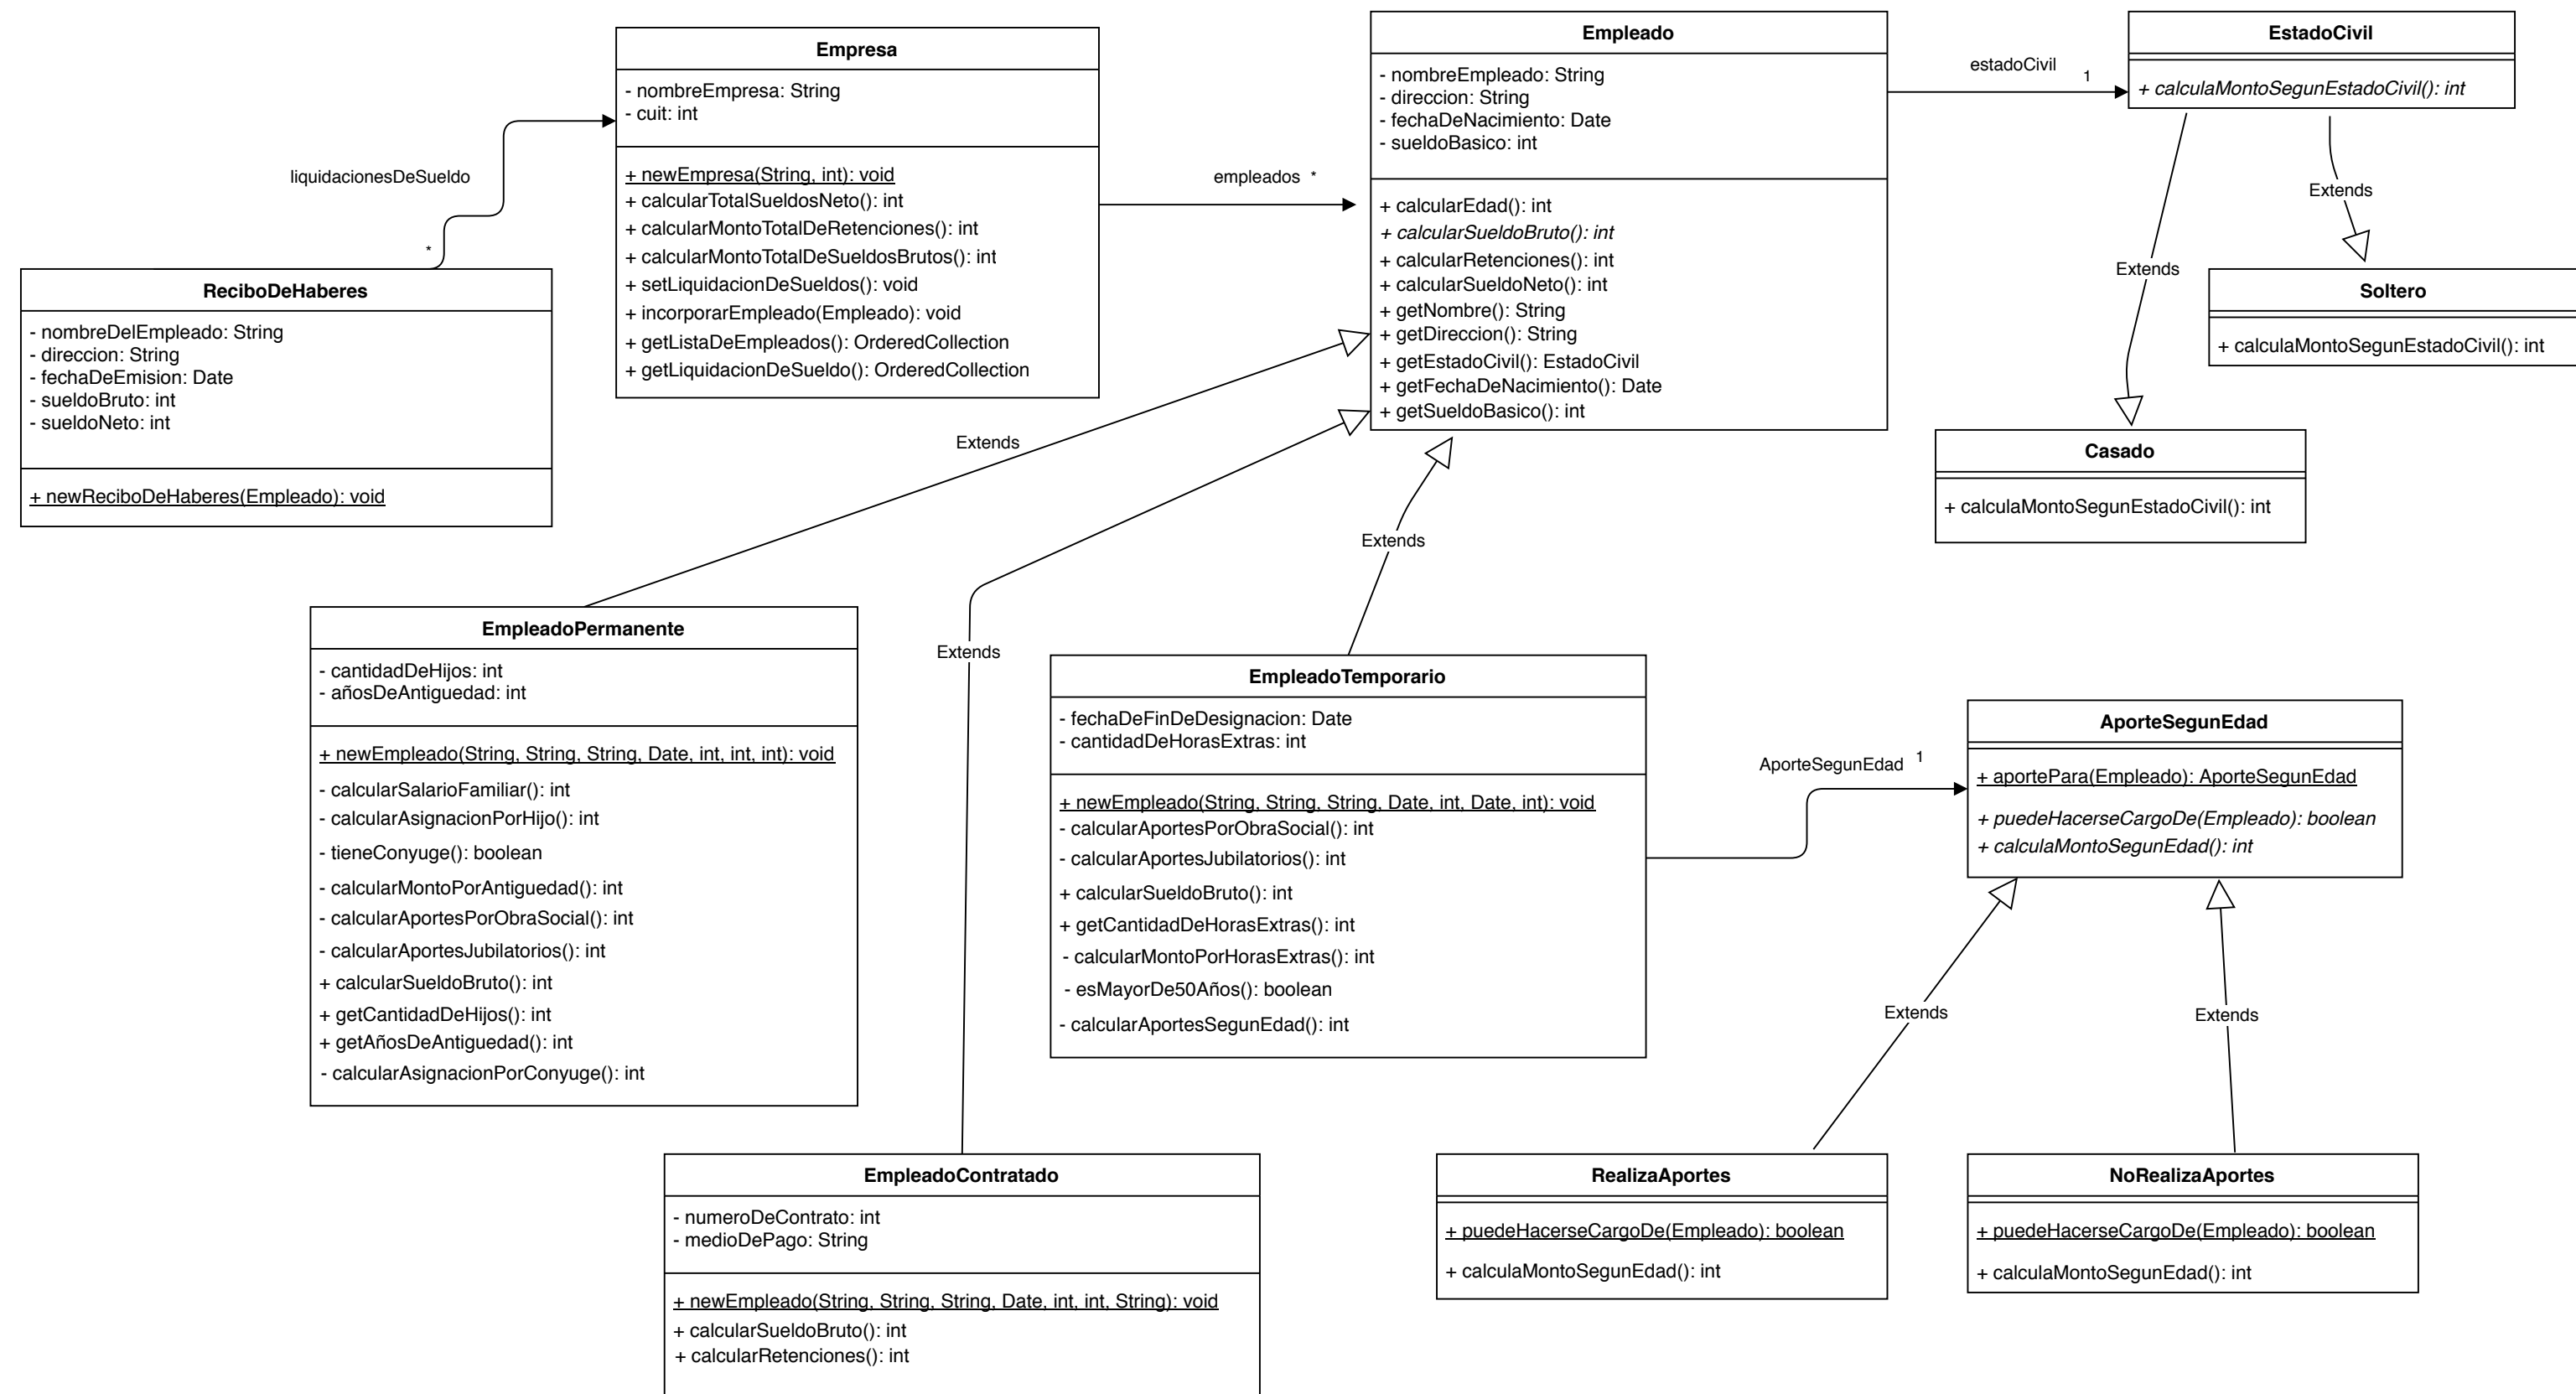 Empresa
- nombreEmpresa: String
- cuit: int
+ newEmpresa(String, int): void
+ calcularTotalSueldosNeto(): int
+ calcularMontoTotalDeRetenciones(): int
+ calcularMontoTotalDeSueldosBrutos(): int
+ setLiquidacionDeSueldos(): void
+ incorporarEmpleado(Empleado): void
+ getListaDeEmpleados(): OrderedCollection
+ getLiquidacionDeSueldo(): OrderedCollection
liquidacionesDeSueldo
*
ReciboDeHaberes
- nombreDelEmpleado: String
- direccion: String
- fechaDeEmision: Date
- sueldoBruto: int
- sueldoNeto: int
+ newReciboDeHaberes(Empleado): void
empleados *
Empleado
- nombreEmpleado: String
- direccion: String
- fechaDeNacimiento: Date
- sueldoBasico: int
+ calcularEdad(): int
+ calcularSueldoBruto(): int
+ calcularRetenciones(): int
+ calcularSueldoNeto(): int
+ getNombre(): String
+ getDireccion(): String
+ getEstadoCivil(): EstadoCivil
+ getFechaDeNacimiento(): Date
+ getSueldoBasico(): int
estadoCivil
1
EstadoCivil
+ calculaMontoSegunEstadoCivil(): int
Extends
Extends
Soltero
+ calculaMontoSegunEstadoCivil(): int
Casado
+ calculaMontoSegunEstadoCivil(): int
Extends
Extends
Extends
EmpleadoPermanente
- cantidadDeHijos: int
- añosDeAntiguedad: int
+ newEmpleado(String, String, String, Date, int, int, int): void
- calcularSalarioFamiliar(): int
- calcularAsignacionPorHijo(): int
- tieneConyuge(): boolean
- calcularMontoPorAntiguedad(): int
- calcularAportesPorObraSocial(): int
- calcularAportesJubilatorios(): int
+ calcularSueldoBruto(): int
+ getCantidadDeHijos(): int
+ getAñosDeAntiguedad(): int
- calcularAsignacionPorConyuge(): int
EmpleadoTemporario
- fechaDeFinDeDesignacion: Date
- cantidadDeHorasExtras: int
+ newEmpleado(String, String, String, Date, int, Date, int): void
- calcularAportesPorObraSocial(): int
- calcularAportesJubilatorios(): int
+ calcularSueldoBruto(): int
+ getCantidadDeHorasExtras(): int
- calcularMontoPorHorasExtras(): int
- esMayorDe50Años(): boolean
- calcularAportesSegunEdad(): int
AporteSegunEdad 1
AporteSegunEdad
+ aportePara(Empleado): AporteSegunEdad
+ puedeHacerseCargoDe(Empleado): boolean
+ calculaMontoSegunEdad(): int
Extends
Extends
EmpleadoContratado
- numeroDeContrato: int
- medioDePago: String
+ newEmpleado(String, String, String, Date, int, int, String): void
+ calcularSueldoBruto(): int
+ calcularRetenciones(): int
RealizaAportes
+ puedeHacerseCargoDe(Empleado): boolean
+ calculaMontoSegunEdad(): int
NoRealizaAportes
+ puedeHacerseCargoDe(Empleado): boolean
+ calculaMontoSegunEdad(): int